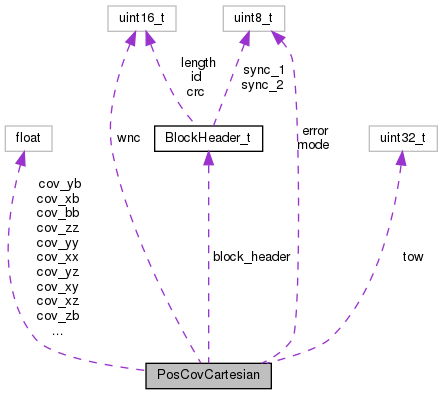 uint16_t
uint8_t
length
id
crc
sync_1
sync_2
float
wnc
BlockHeader_t
error
mode
uint32_t
cov_yb
cov_xb
cov_bb
cov_zz
cov_yy
cov_xx
cov_yz
cov_xy
cov_xz
cov_zb
...
block_header
tow
PosCovCartesian